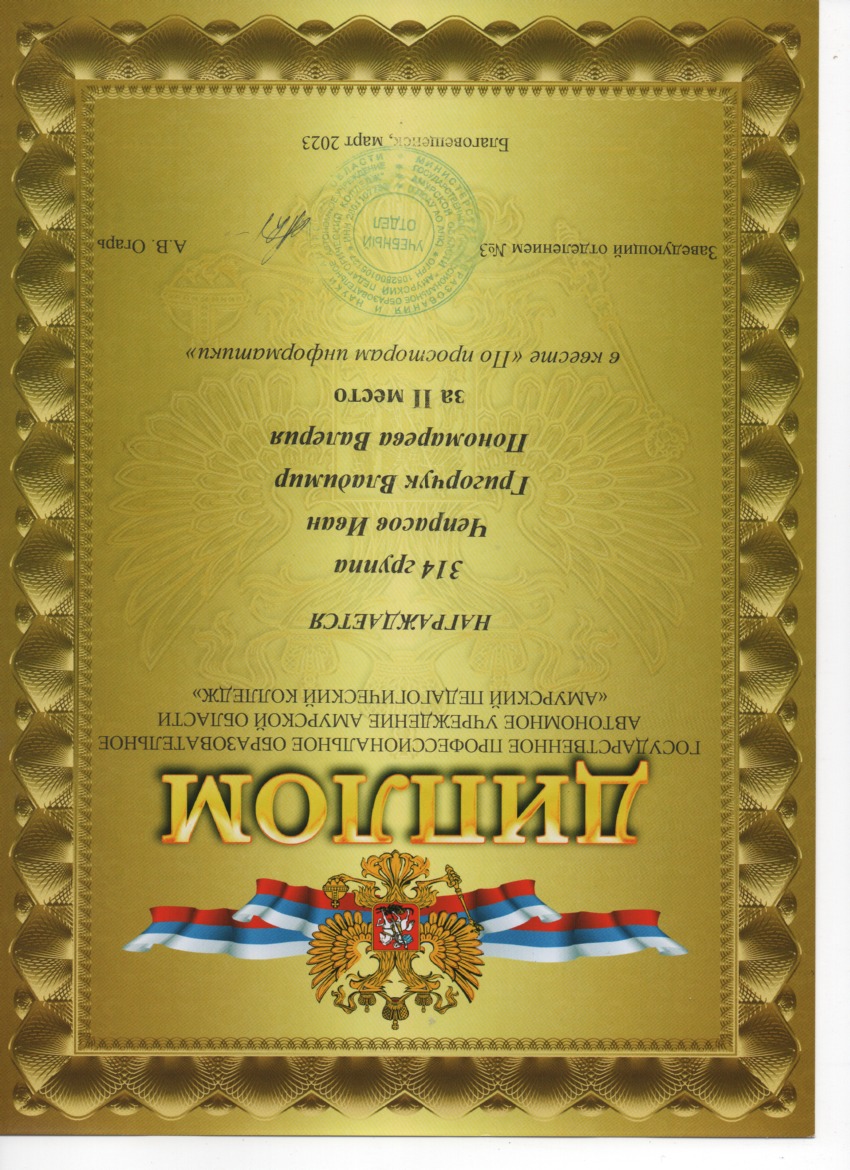 ДИПЛОМ
ГОСУДАРСТВЕННОЕ ПРОФЕССИОНАЛЬНОЕ ОБРАЗОВАТЕЛЬНОЕ
АВТОНОМНОЕ УЧРЕЖДЕНИЕ АМУРСКОЙ ОБЛАСТИ
«АМУРСКИЙ ПЕДАГОГИЧЕСКИЙ КОЛЛЕДЖ»
НАГРАЖДАЕТСЯ
314 группа
Чепрасов Иван
Григорчук Владимир
Пономарева Валерия
за II место
в квесте «По просторам информатики»
Заведующий отделением №3
УЧЕБНЫЙ
ОТДЕЛ
А.В. Огарь
Благовещенск, март 2023